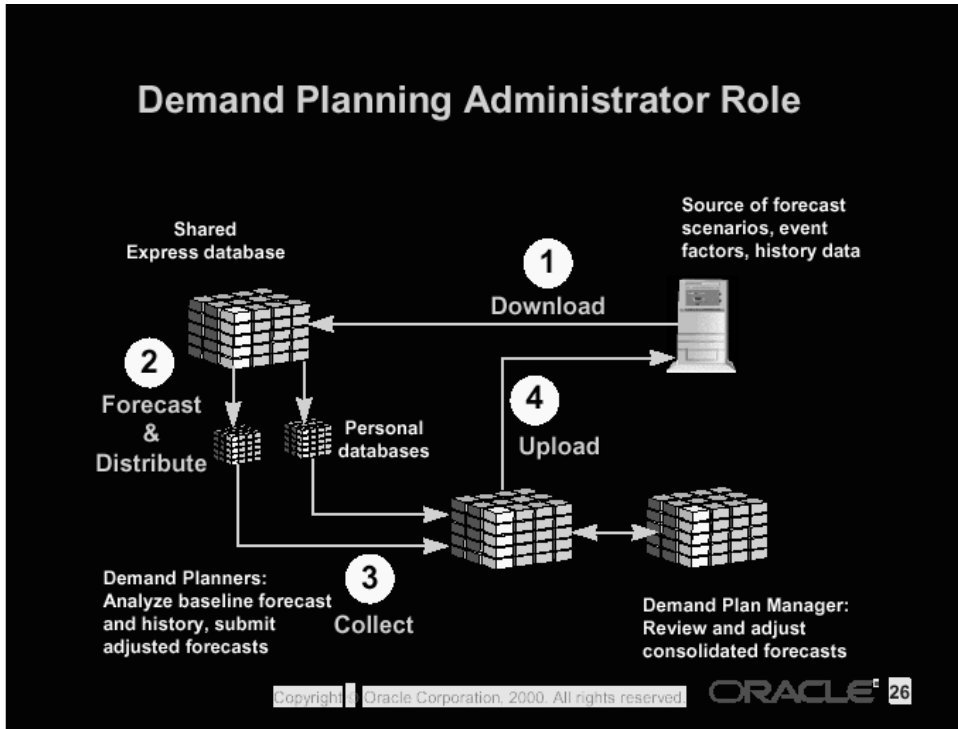 Demand Planning Administrator Role
Shared
Express database
Source of forecast
scenarios, event
factors, history data
1
Download
2
Forecast
&
Distribute
Personal
databases
4
Upload
3
Collect
Demand Planners:
Analyze baseline forecast
and history, submit
adjusted forecasts
Demand Plan Manager:
Review and adjust
consolidated forecasts
Copyright © Oracle Corporation, 2000. All rights reserved.
ORACLE® 26